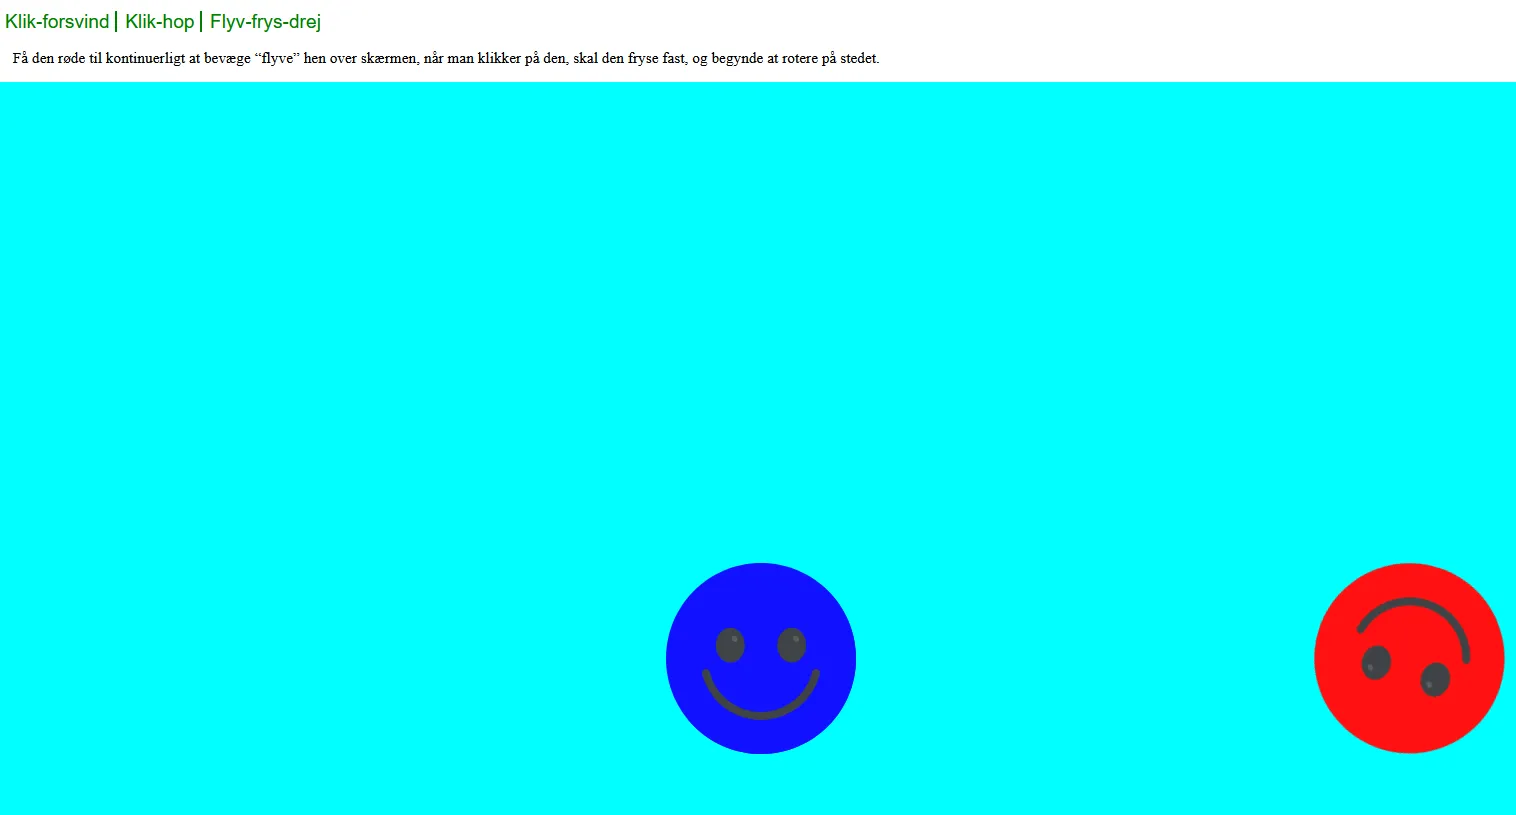 Klik-forsvind | Klik-hop | Flyv-frys-drej
Få den røde til kontinuerligt at bevæge “flyve” hen over skærmen, når man klikker på den, skal den fryse fast, og begynde at rotere på stedet.